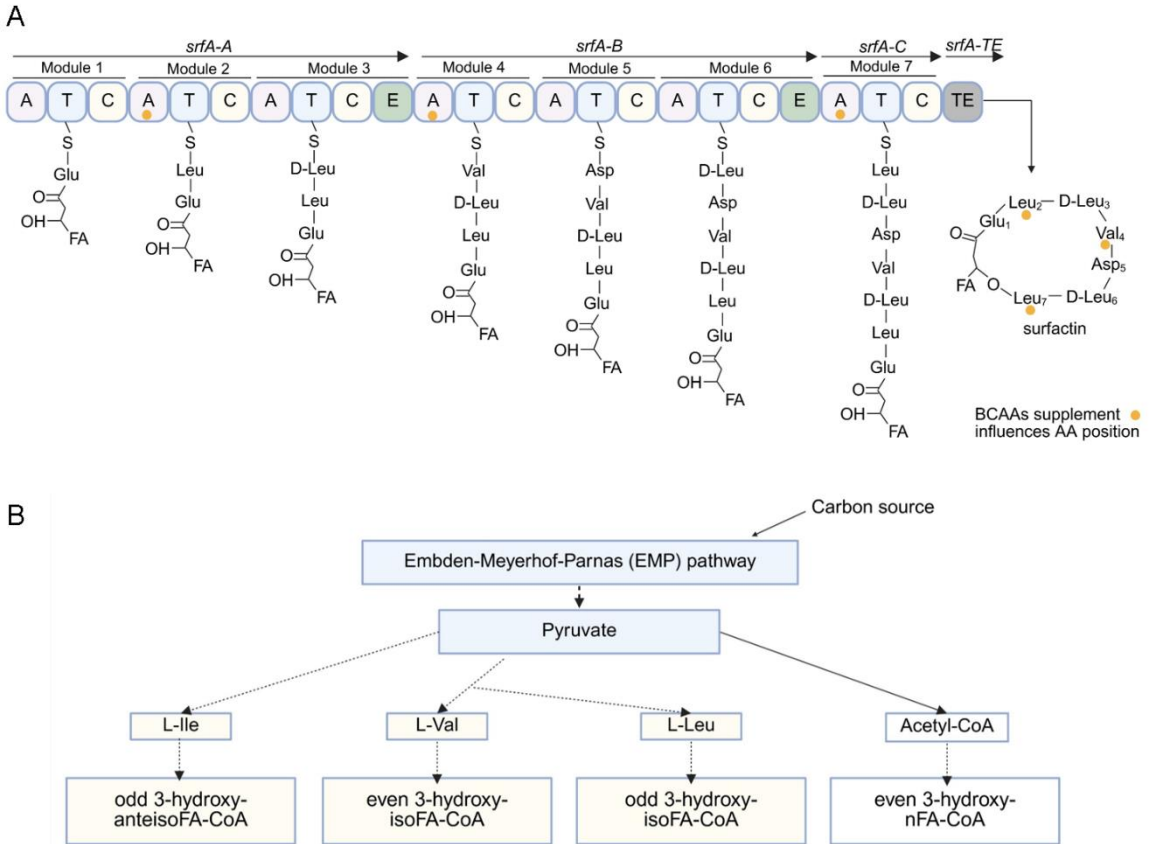 A
srfA-A srfA-B srfA-C srfA-TE
Module 1 Module 2 Module 3 Module 4 Module 5 Module 6 Module 7
A T C A T C A T C E A T C A T C A T C E A T C TE
S
Glu
O
OH
FA
S
Leu
Glu
O
OH
FA
S
D-Leu
Leu
Glu
O
OH
FA
S
Val
D-Leu
Leu
Glu
O
OH
FA
S
Asp
Val
D-Leu
Leu
Glu
O
OH
FA
S
D-Leu
Asp
Val
D-Leu
Leu
Glu
O
OH
FA
S
Leu
D-Leu
Asp
Val
D-Leu
Leu
Glu
O
OH
FA
Leu₂ D-Leu₃
Glu₁
Val₄
O
Asp₅
FA O
Leu₇ D-Leu₆
surfactin
BCAAs supplement
influences AA position
B
Carbon source
Embden-Meyerhof-Parnas (EMP) pathway
Pyruvate
L-Ile L-Val L-Leu Acetyl-CoA
odd 3-hydroxy-
anteisoFA-CoA
even 3-hydroxy-
isoFA-CoA
odd 3-hydroxy-
isoFA-CoA
even 3-hydroxy-
nFA-CoA